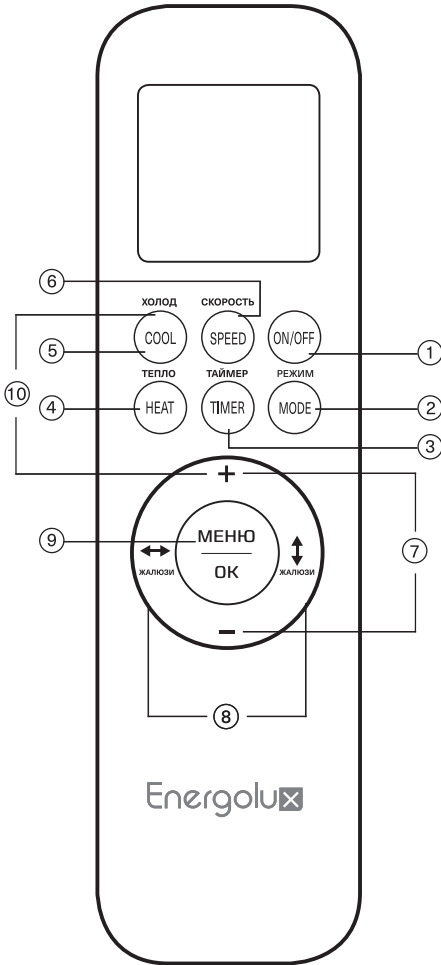 6
ХОЛОД СКОРОСТЬ
COOL SPEED ON/OFF
5 1
ТЕПЛО ТАЙМЕР РЕЖИМ
10
4 HEAT TIMER MODE 2
3
+
9 МЕНЮ 7
ЖАЛЮЗИ OK ЖАЛЮЗИ
−
8
Energolux